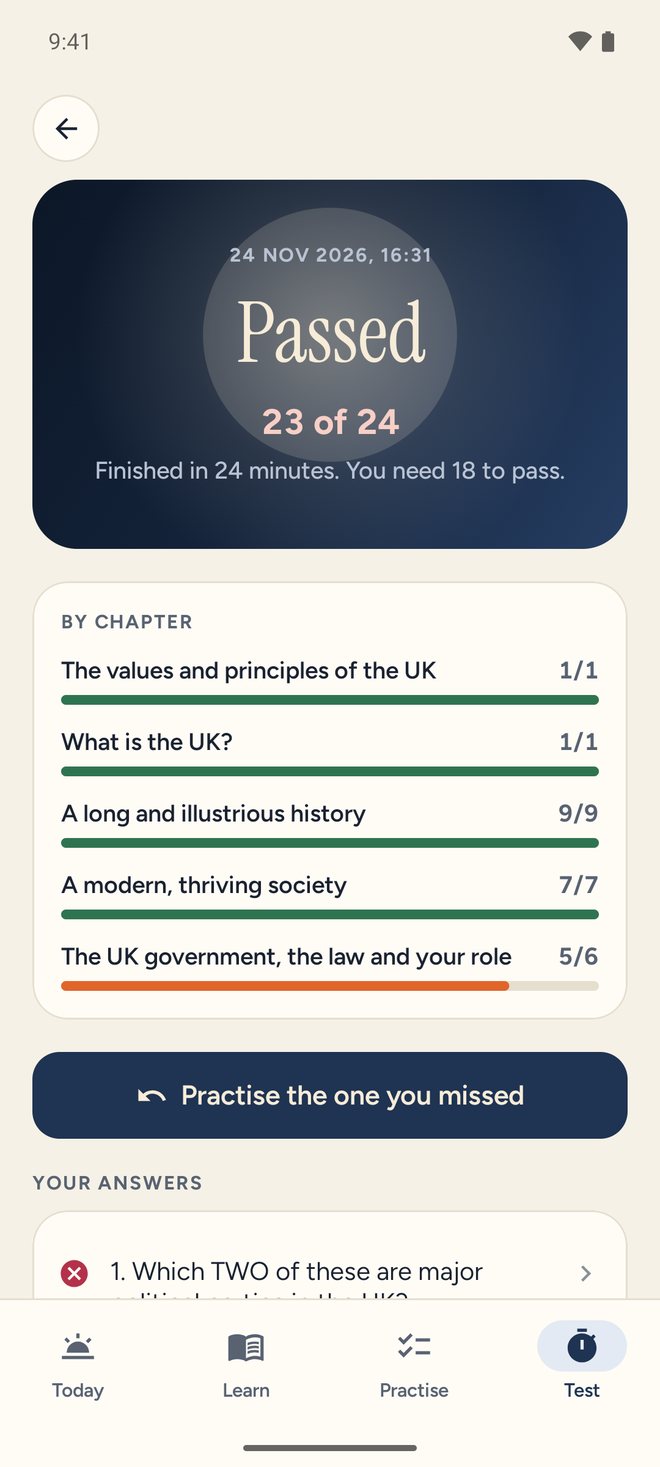 9:41
24 NOV 2026, 16:31
Passed
23 of 24
Finished in 24 minutes. You need 18 to pass.
BY CHAPTER
The values and principles of the UK 1/1
What is the UK? 1/1
A long and illustrious history 9/9
A modern, thriving society 7/7
The UK government, the law and your role 5/6
Practise the one you missed
YOUR ANSWERS
1. Which TWO of these are major
Today Learn Practise Test